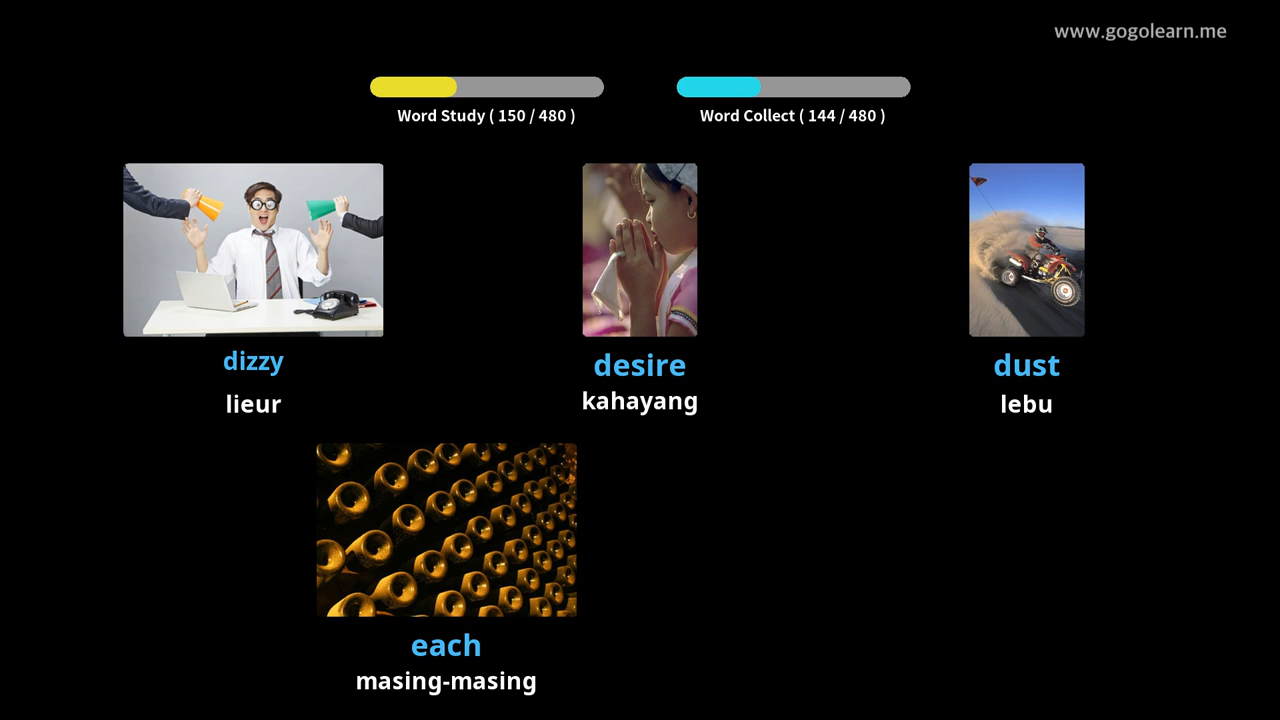 www.gogolearn.me
Word Study ( 150 / 480 )
Word Collect ( 144 / 480 )
dizzy
lieur
desire
kahayang
dust
lebu
each
masing-masing